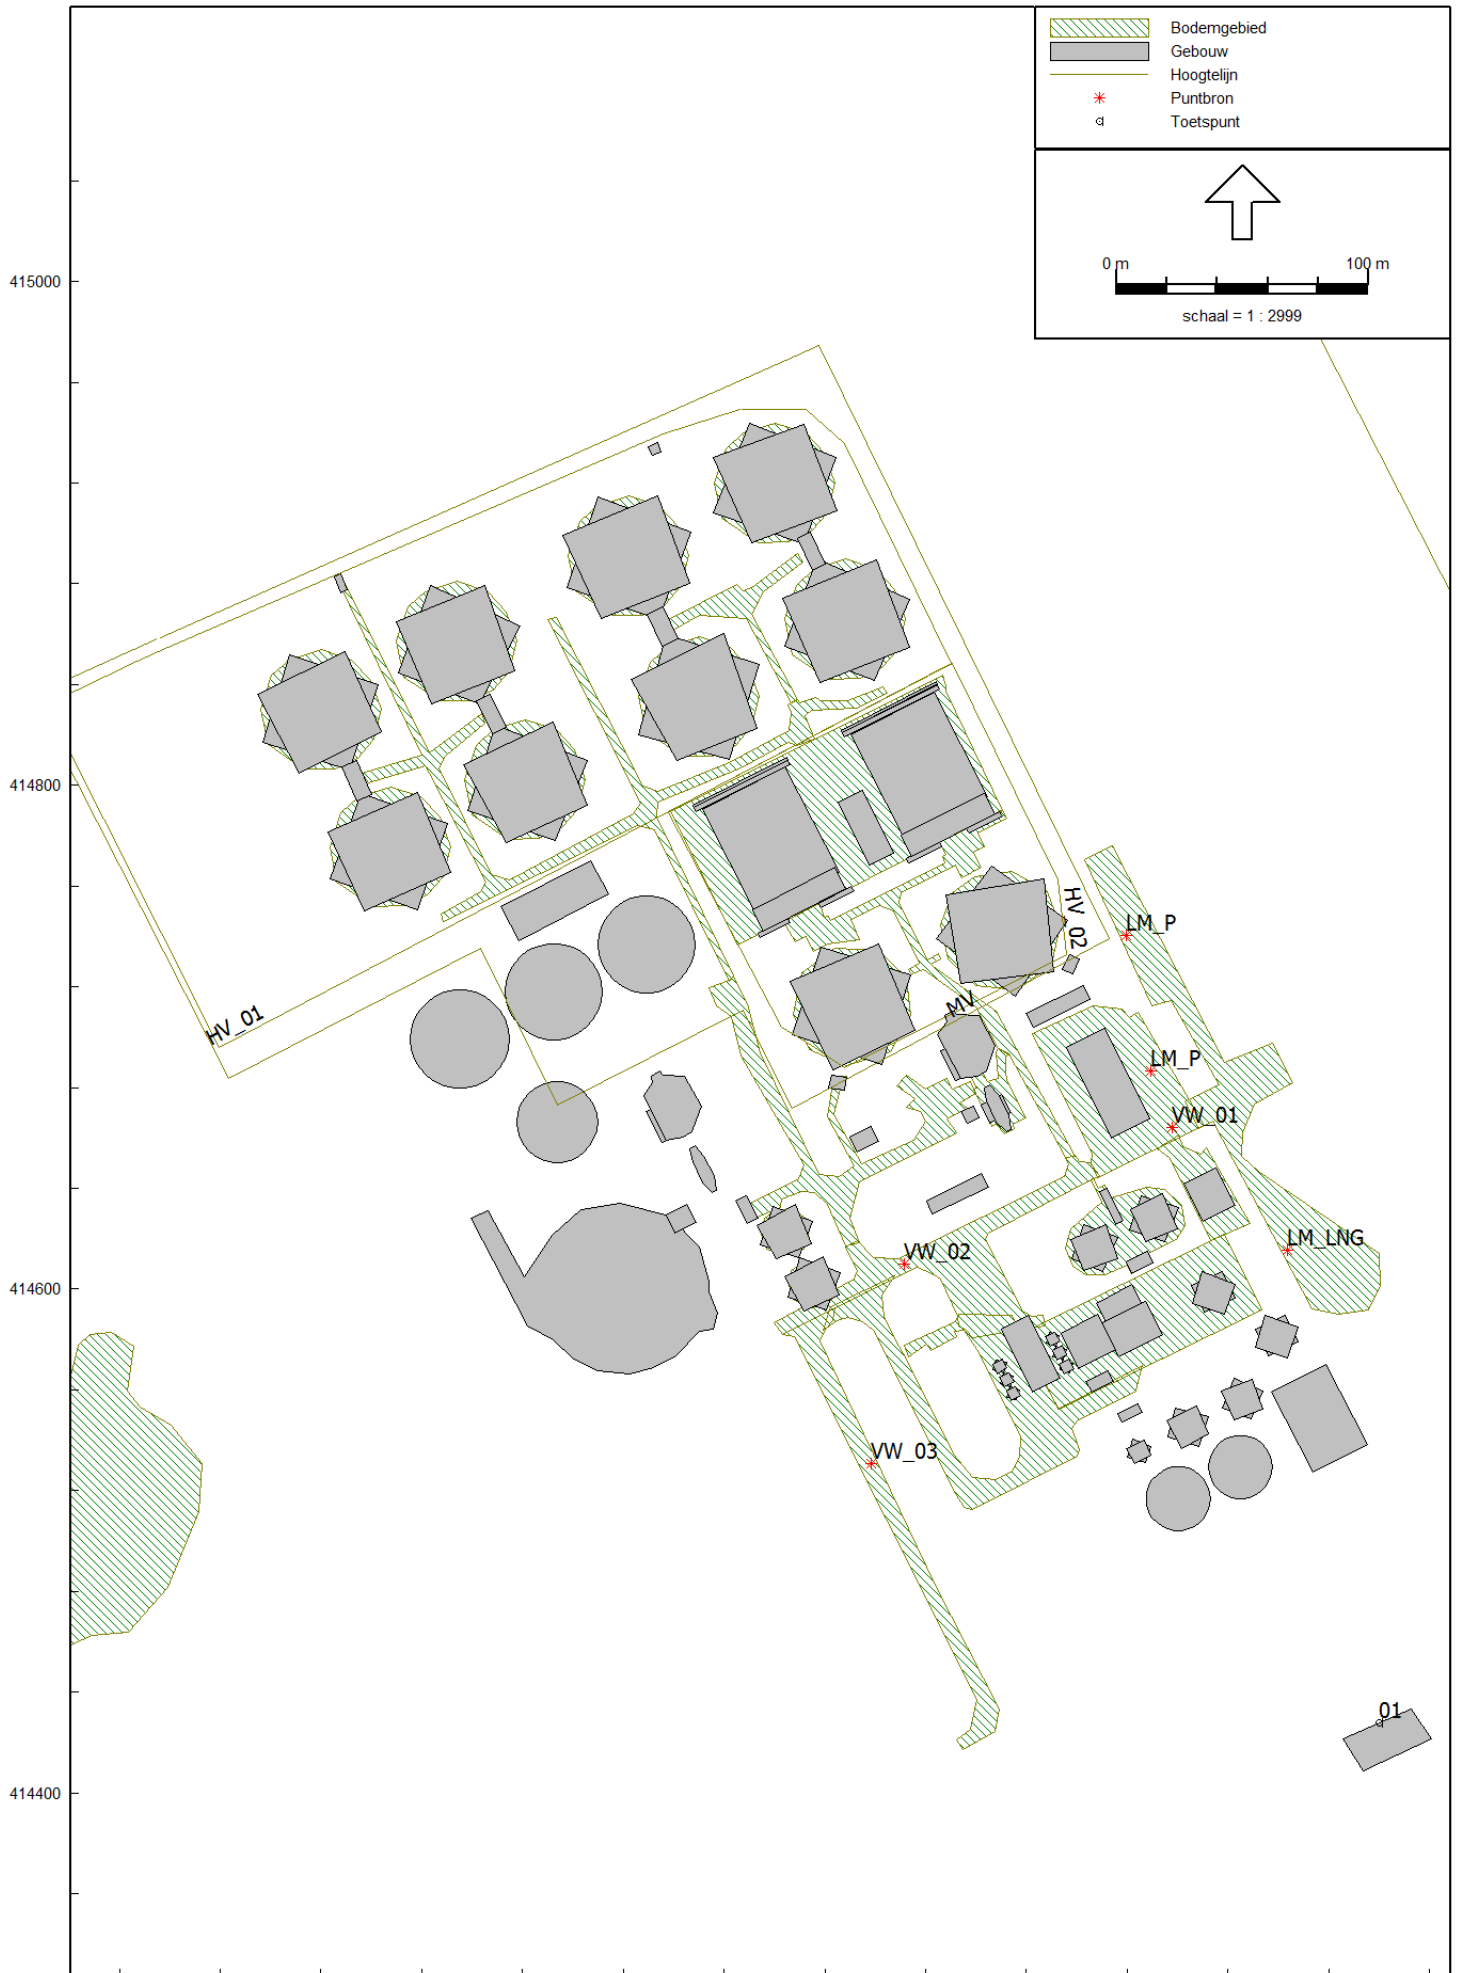 Bodemgebied
Gebouw
Hoogtelijn
Puntbron
Toetspunt
0 m 100 m
schaal = 1 : 2999
415000
414800
HV_02
LM_P
MV
HV_01
LM_P
VW_01
LM_LNG
VW_02
414600
VW_03
01
414400